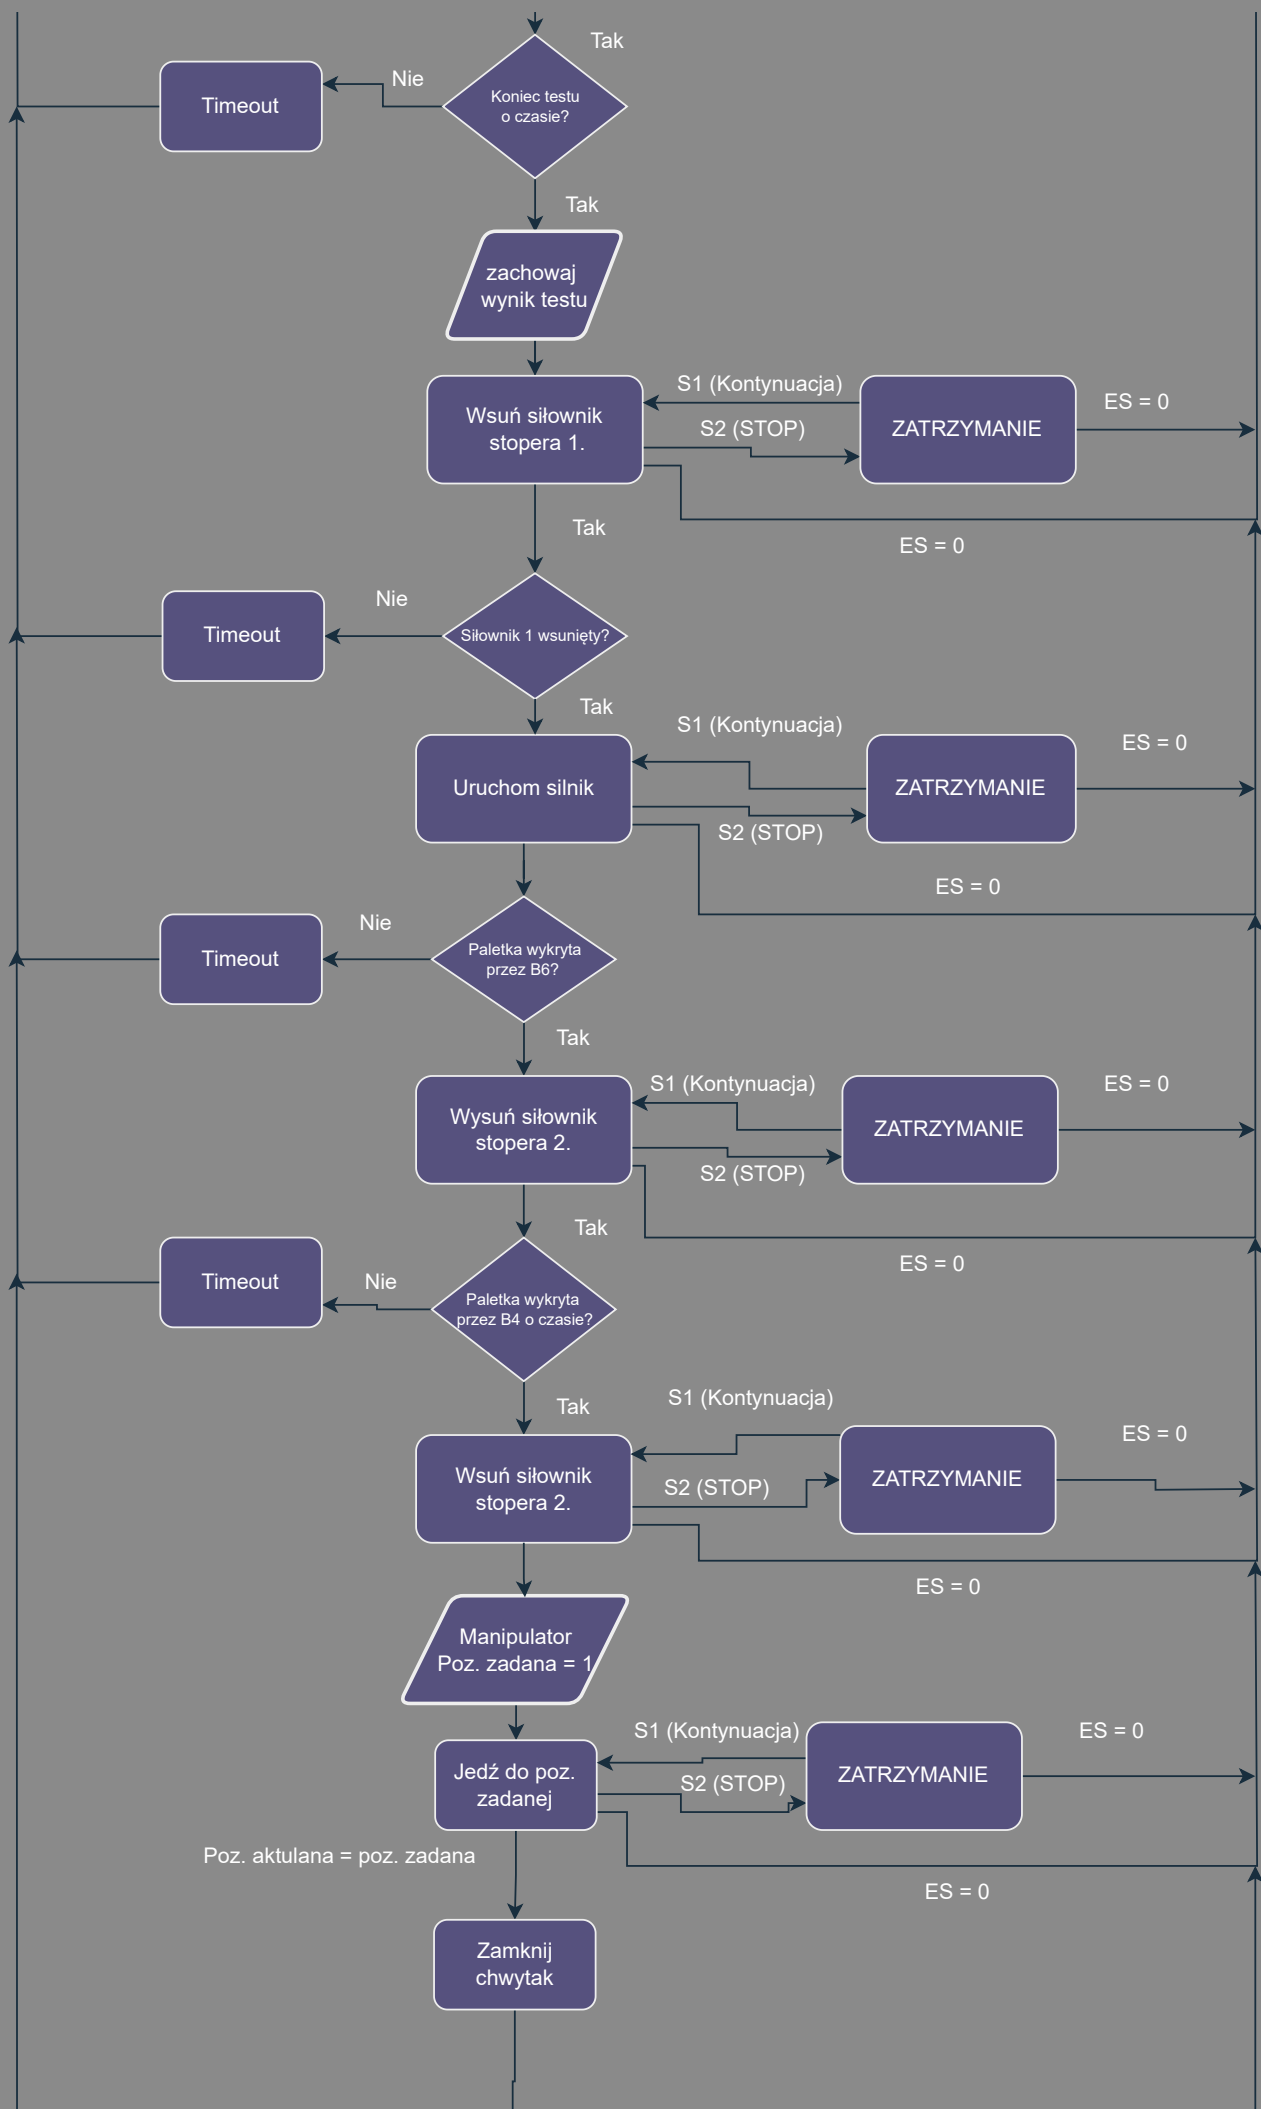 Tak
Nie
Timeout
Koniec testu
o czasie?
Tak
zachowaj
wynik testu
S1 (Kontynuacja)
ES = 0
Wsuń siłownik
stopera 1.
S2 (STOP)
ZATRZYMANIE
Tak
ES = 0
Nie
Timeout
Siłownik 1 wsunięty?
Tak
S1 (Kontynuacja)
ES = 0
Uruchom silnik
ZATRZYMANIE
S2 (STOP)
ES = 0
Nie
Timeout
Paletka wykryta
przez B6?
Tak
S1 (Kontynuacja)
ES = 0
Wysuń siłownik
stopera 2.
ZATRZYMANIE
S2 (STOP)
Tak
ES = 0
Timeout
Nie
Paletka wykryta
przez B4 o czasie?
Tak
S1 (Kontynuacja)
ES = 0
Wsuń siłownik
stopera 2.
S2 (STOP)
ZATRZYMANIE
ES = 0
Manipulator
Poz. zadana = 1
S1 (Kontynuacja)
ES = 0
Jedź do poz.
zadanej
S2 (STOP)
ZATRZYMANIE
Poz. aktulana = poz. zadana
ES = 0
Zamknij
chwytak